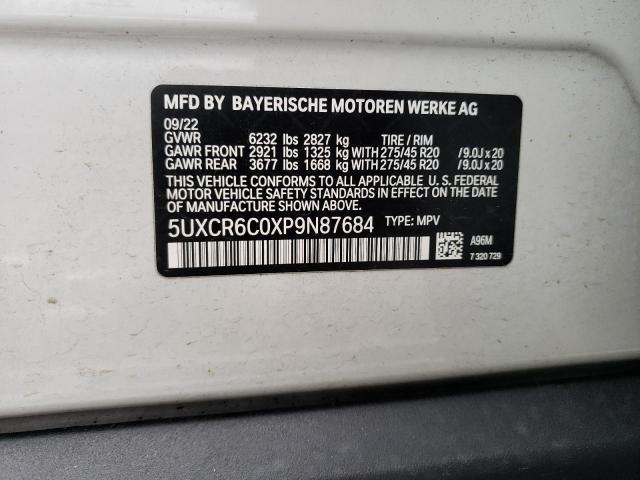 MFD BY BAYERISCHE MOTOREN WERKE AG
09/22
GVWR 6232 lbs 2827 kg TIRE / RIM
GAWR FRONT 2921 lbs 1325 kg WITH 275/45 R20 /9.0J x 20
GAWR REAR 3677 lbs 1668 kg WITH 275/45 R20 /9.0J x 20
THIS VEHICLE CONFORMS TO ALL APPLICABLE U. S. FEDERAL
MOTOR VEHICLE SAFETY STANDARDS IN EFFECT ON THE DATE
OF MANUFACTURE SHOWN ABOVE.
5UXCR6C0XP9N87684 TYPE: MPV
A96M
7 320 729